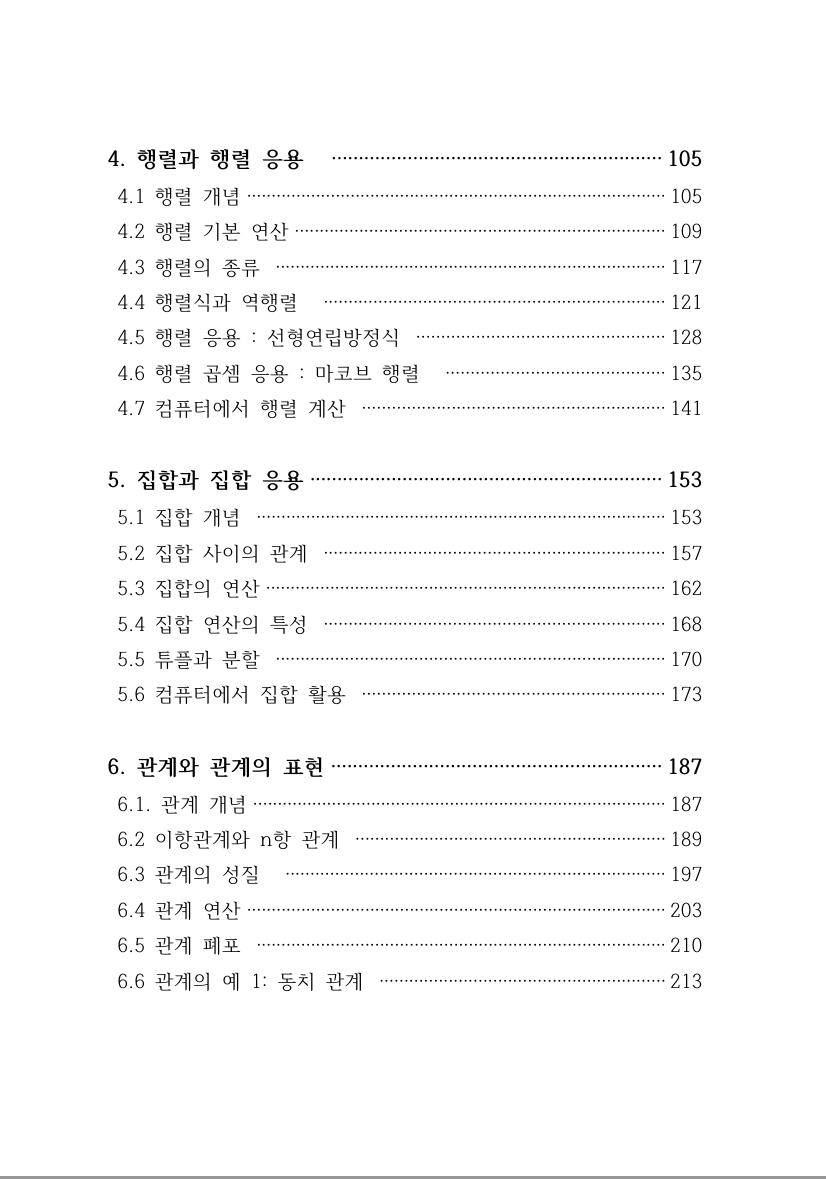 4. 행렬과 행렬 응용 ································ 105
4.1 행렬 개념 ································ 105
4.2 행렬 기본 연산 ································ 109
4.3 행렬의 종류 ································ 117
4.4 행렬식과 역행렬 ································ 121
4.5 행렬 응용 : 선형연립방정식 ································ 128
4.6 행렬 곱셈 응용 : 마코브 행렬 ································ 135
4.7 컴퓨터에서 행렬 계산 ································ 141
5. 집합과 집합 응용 ································ 153
5.1 집합 개념 ································ 153
5.2 집합 사이의 관계 ································ 157
5.3 집합의 연산 ································ 162
5.4 집합 연산의 특성 ································ 168
5.5 튜플과 분할 ································ 170
5.6 컴퓨터에서 집합 활용 ································ 173
6. 관계와 관계의 표현 ································ 187
6.1. 관계 개념 ································ 187
6.2 이항관계와 n항 관계 ································ 189
6.3 관계의 성질 ································ 197
6.4 관계 연산 ································ 203
6.5 관계 폐포 ································ 210
6.6 관계의 예 1: 동치 관계 ································ 213